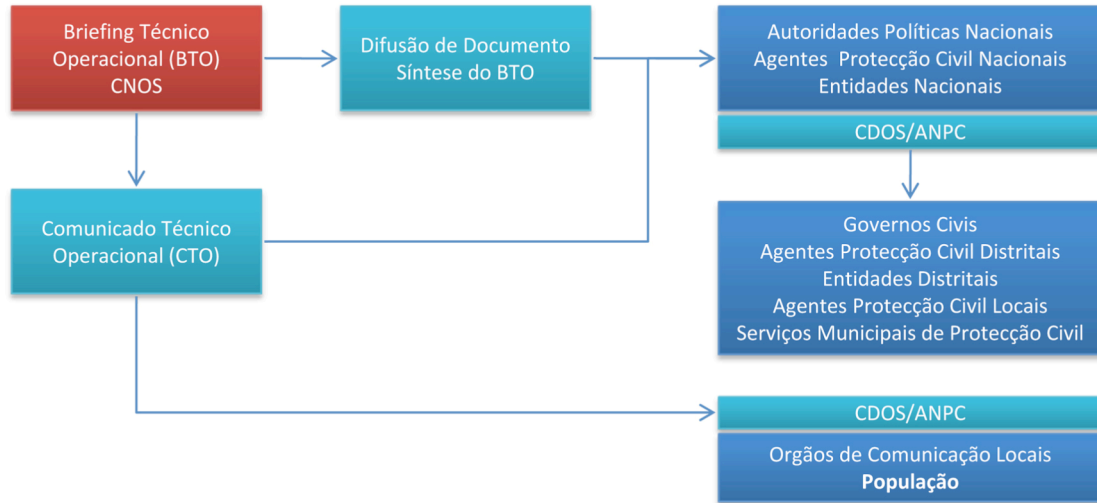 Briefing Técnico
Operacional (BTO)
CNOS
Difusão de Documento
Síntese do BTO
Autoridades Políticas Nacionais
Agentes Protecção Civil Nacionais
Entidades Nacionais
CDOS/ANPC
Comunicado Técnico
Operacional (CTO)
Governos Civis
Agentes Protecção Civil Distritais
Entidades Distritais
Agentes Protecção Civil Locais
Serviços Municipais de Protecção Civil
CDOS/ANPC
Orgãos de Comunicação Locais
População